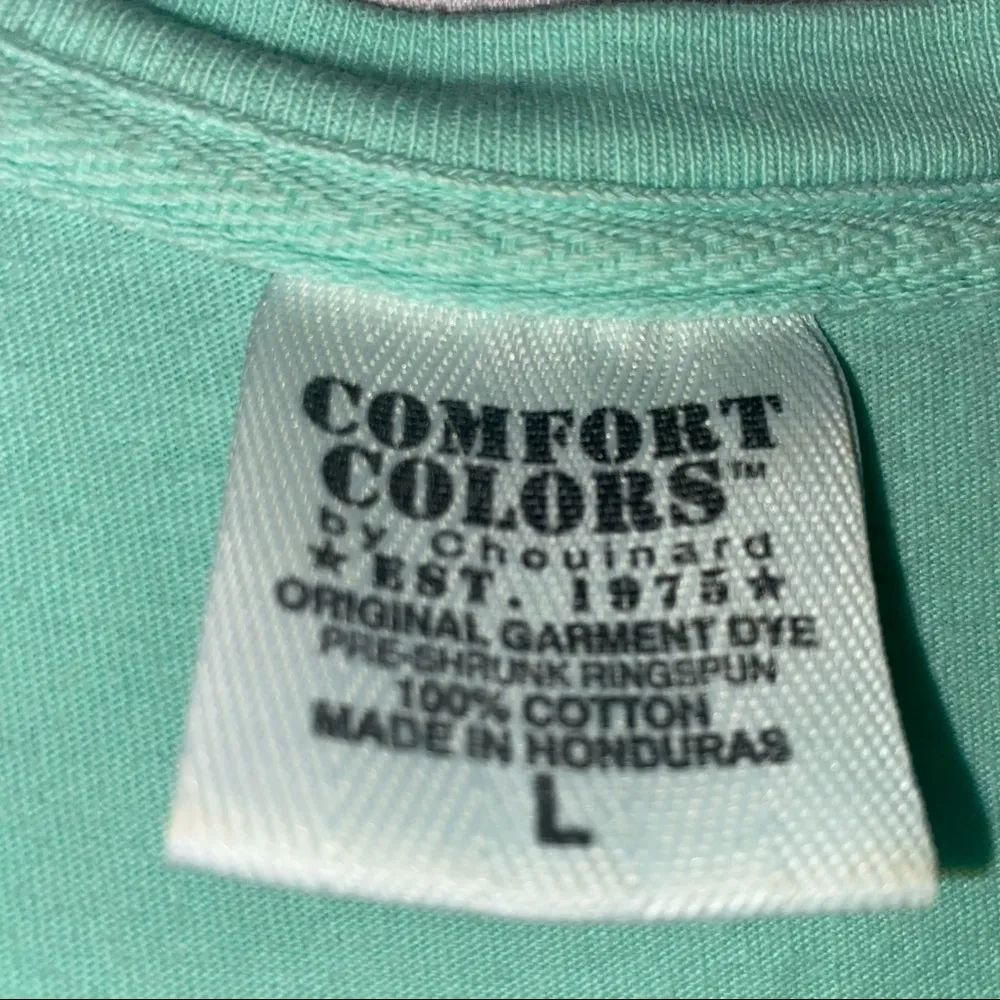 COMFORT
COLORS™
by Chouinard
★ EST. 1975 ★
ORIGINAL GARMENT DYE
PRE-SHRUNK RINGSPUN
100% COTTON
MADE IN HONDURAS
L